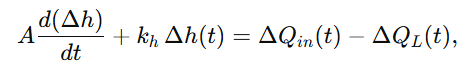 A d(Δh)/dt + k_h Δh(t) = ΔQ_in(t) − ΔQ_L(t),